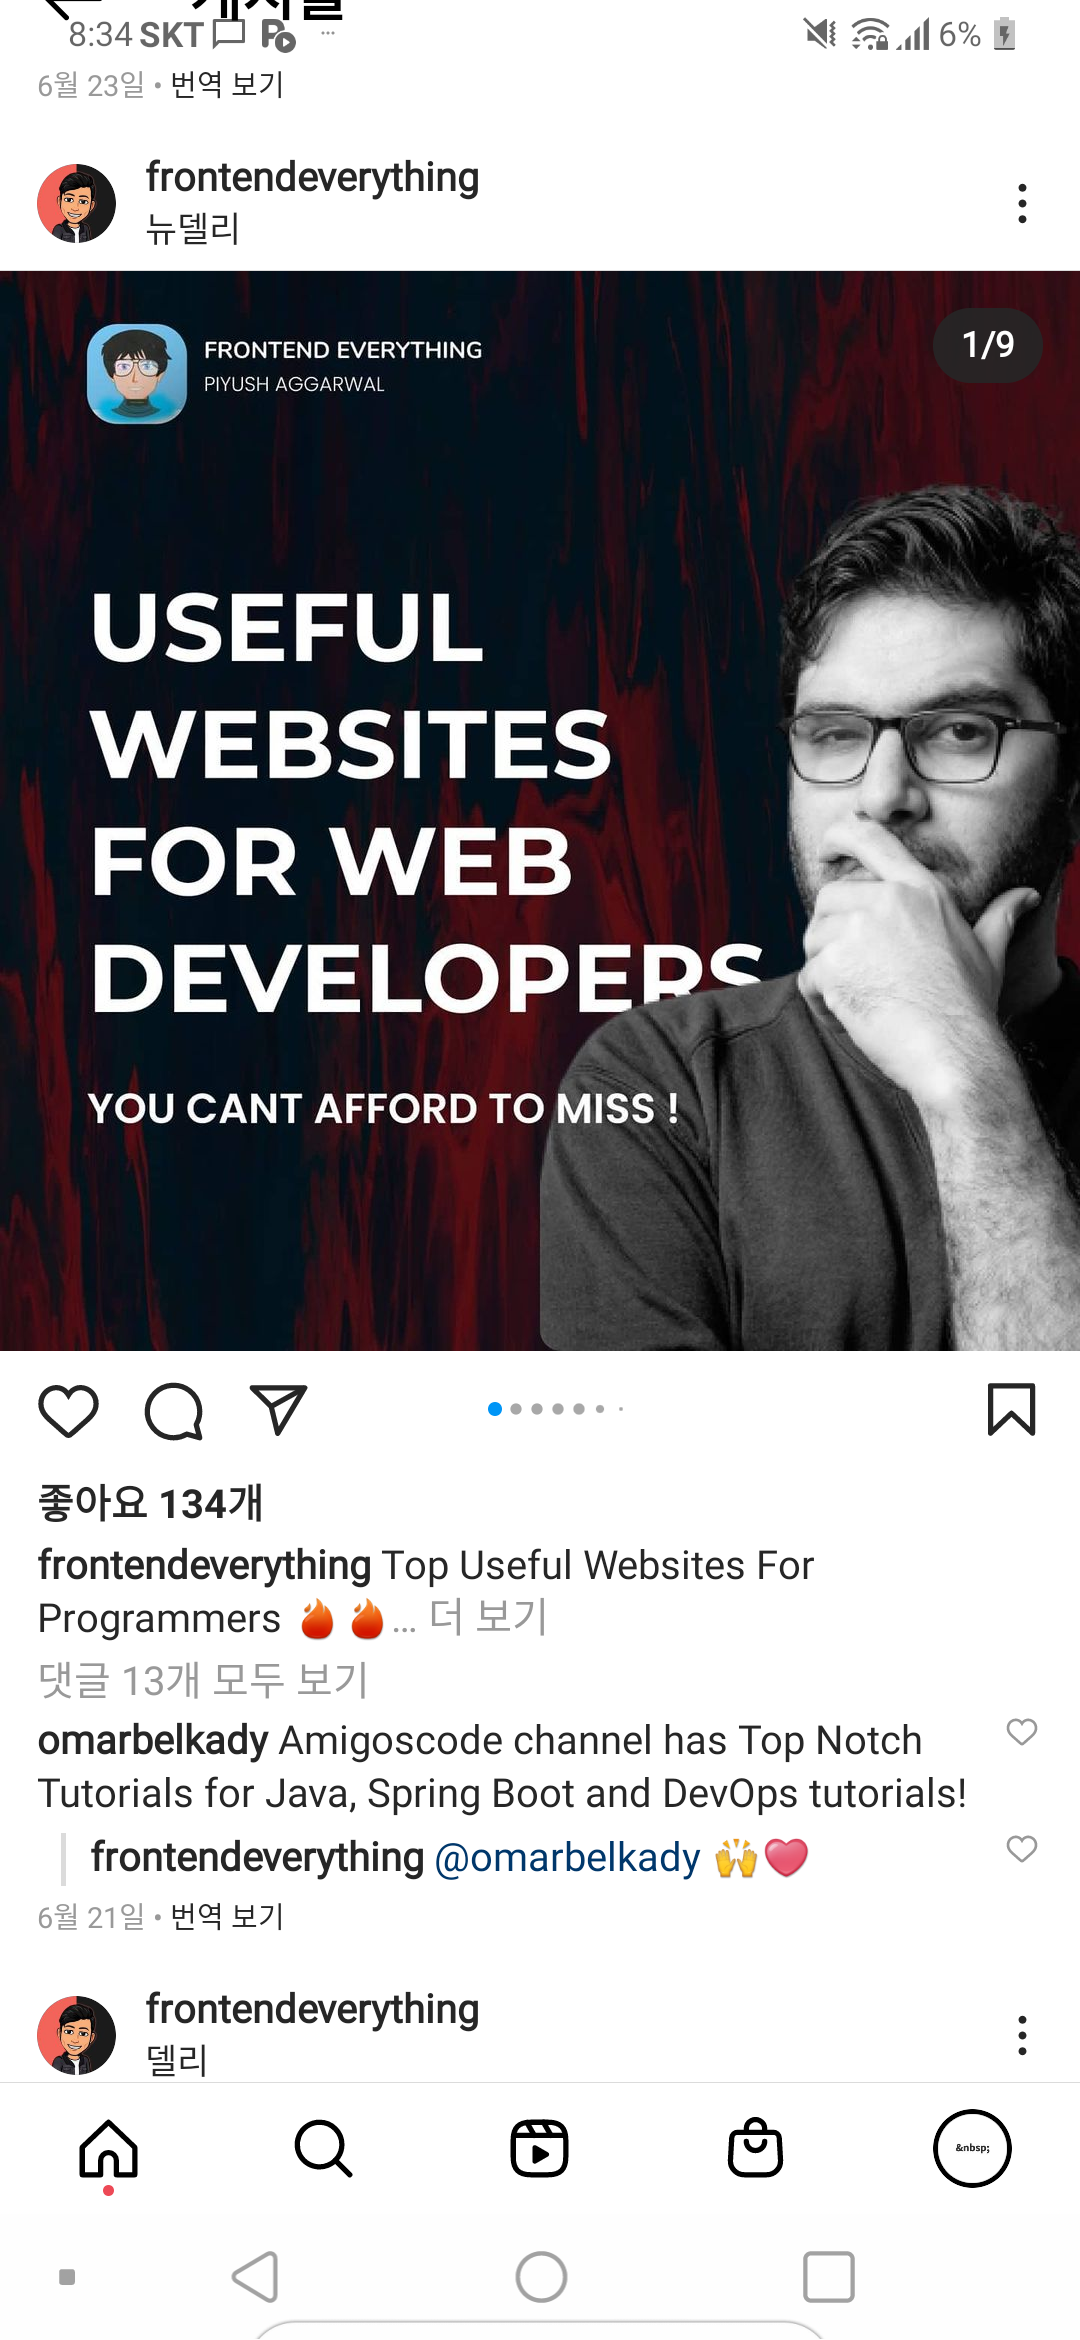 게시물
8:34 SKT 6%
6월 23일 • 번역 보기
frontendeverything
뉴델리
FRONTEND EVERYTHING
PIYUSH AGGARWAL
1/9
USEFUL
WEBSITES
FOR WEB
DEVELOPERS
YOU CANT AFFORD TO MISS !
좋아요 134개
frontendeverything Top Useful Websites For
Programmers 🔥 🔥... 더 보기
댓글 13개 모두 보기
omarbelkady Amigoscode channel has Top Notch
Tutorials for Java, Spring Boot and DevOps tutorials!
frontendeverything @omarbelkady 🙌❤️
6월 21일 • 번역 보기
frontendeverything
델리
&nbsp;